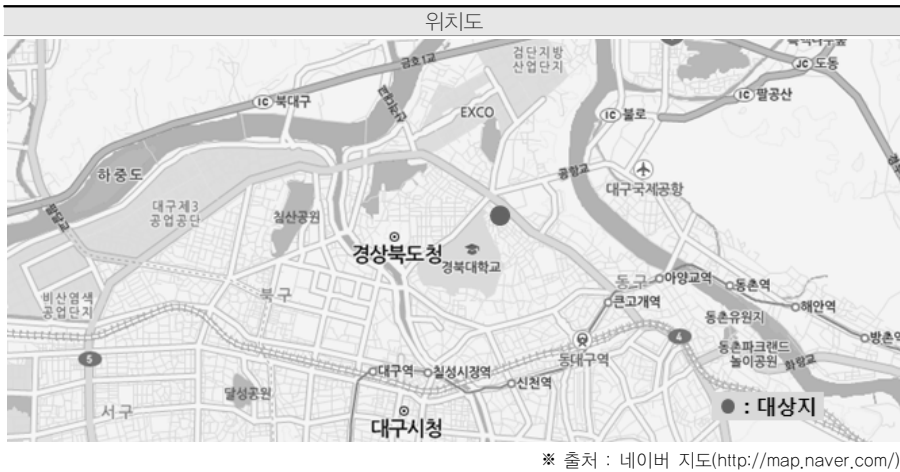 위치도
검단지방
산업단지
금호1교
JC 도동
IC 북대구
EXCO
IC 팔공산
IC 불로
공항교
하중도
대구국제공항
대구제3
공업공단
팔달교
침산공원
경상북도청
경북대학교
북구
동구
아양교역
동촌역
큰고개역
해안역
비산염색
공업단지
동촌유원지
방촌역
4
동대구역
동촌파크랜드
놀이공원
화랑교
5
대구역
칠성시장역
신천역
달성공원
서구
대구시청
: 대상지
※ 출처 : 네이버 지도(http://map.naver.com/)